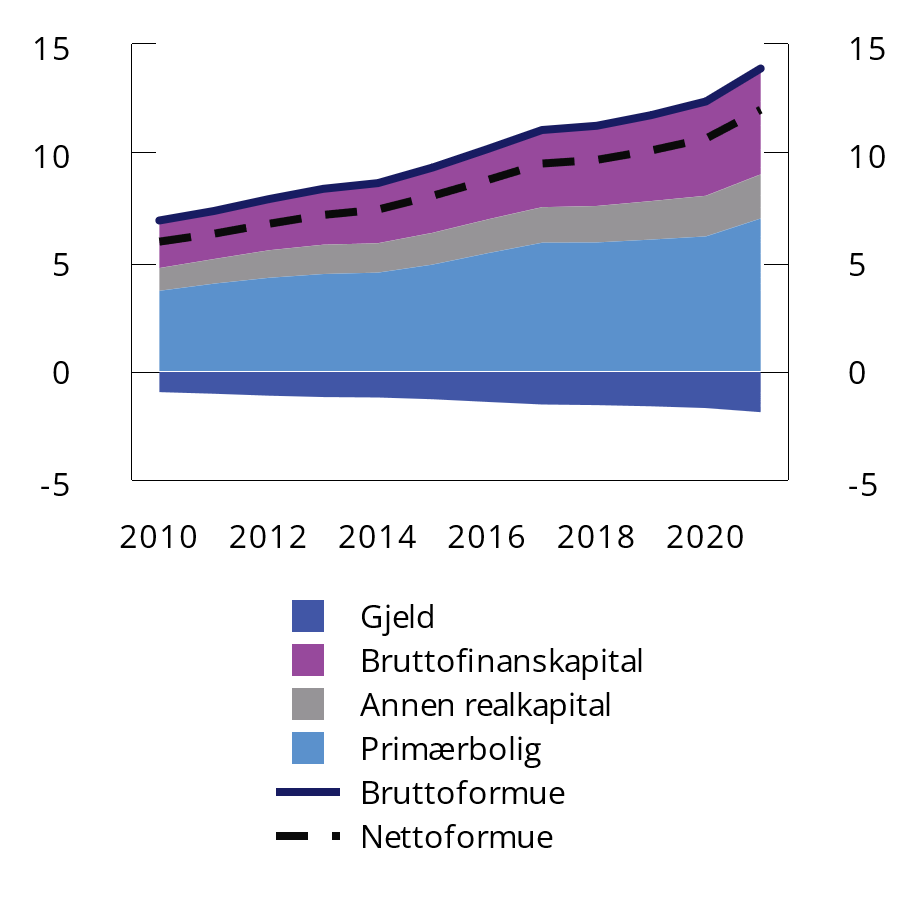 15 15
10 10
5 5
0 0
-5 -5
2010 2012 2014 2016 2018 2020
Gjeld
Bruttofinanskapital
Annen realkapital
Primærbolig
Bruttoformue
Nettoformue